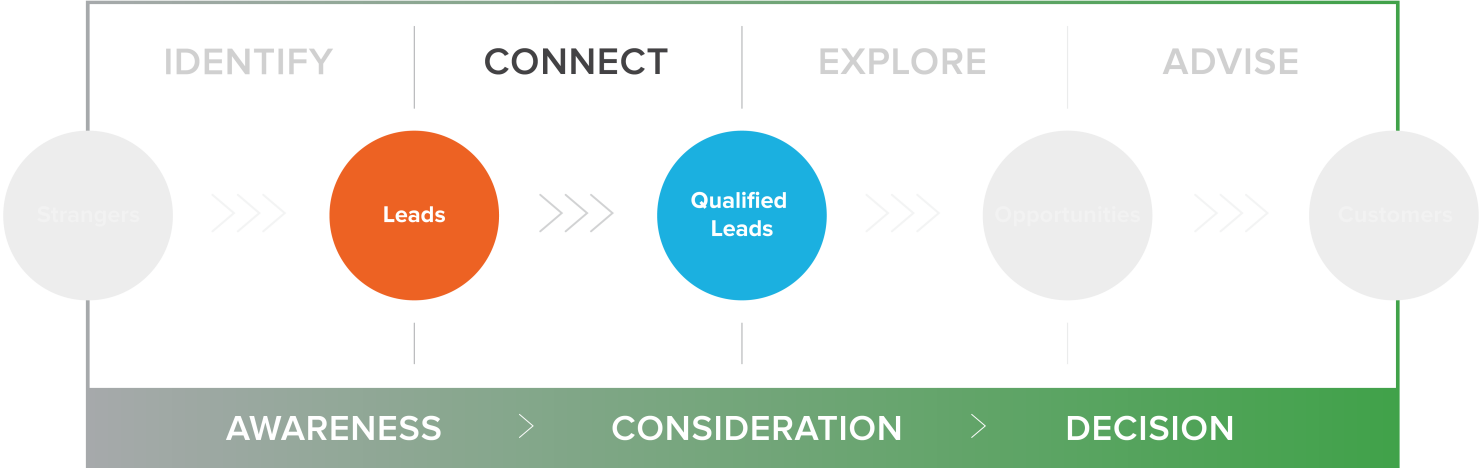 IDENTIFY
CONNECT
EXPLORE
ADVISE
Strangers
Leads
Qualified
Leads
Opportunities
Customers
AWARENESS
CONSIDERATION
DECISION